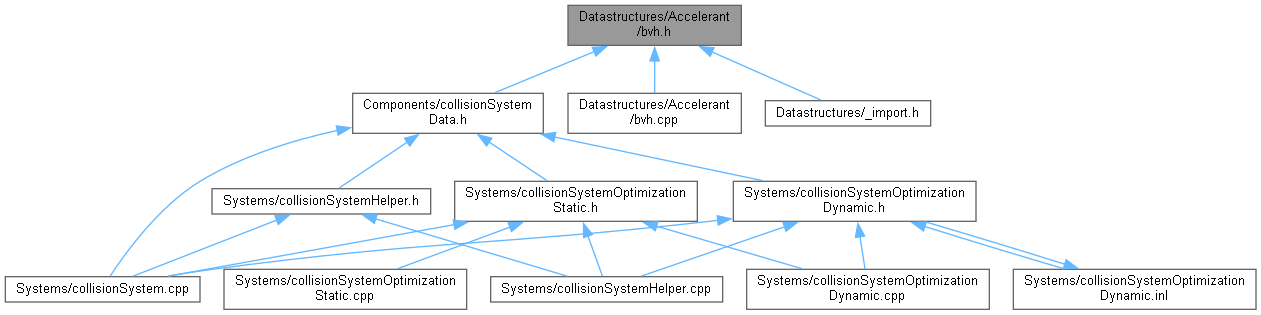 Datastructures/Accelerant
/bvh.h
Components/collisionSystem
Data.h
Datastructures/Accelerant
/bvh.cpp
Datastructures/_import.h
Systems/collisionSystemHelper.h
Systems/collisionSystemOptimization
Static.h
Systems/collisionSystemOptimization
Dynamic.h
Systems/collisionSystem.cpp
Systems/collisionSystemOptimization
Static.cpp
Systems/collisionSystemHelper.cpp
Systems/collisionSystemOptimization
Dynamic.cpp
Systems/collisionSystemOptimization
Dynamic.inl